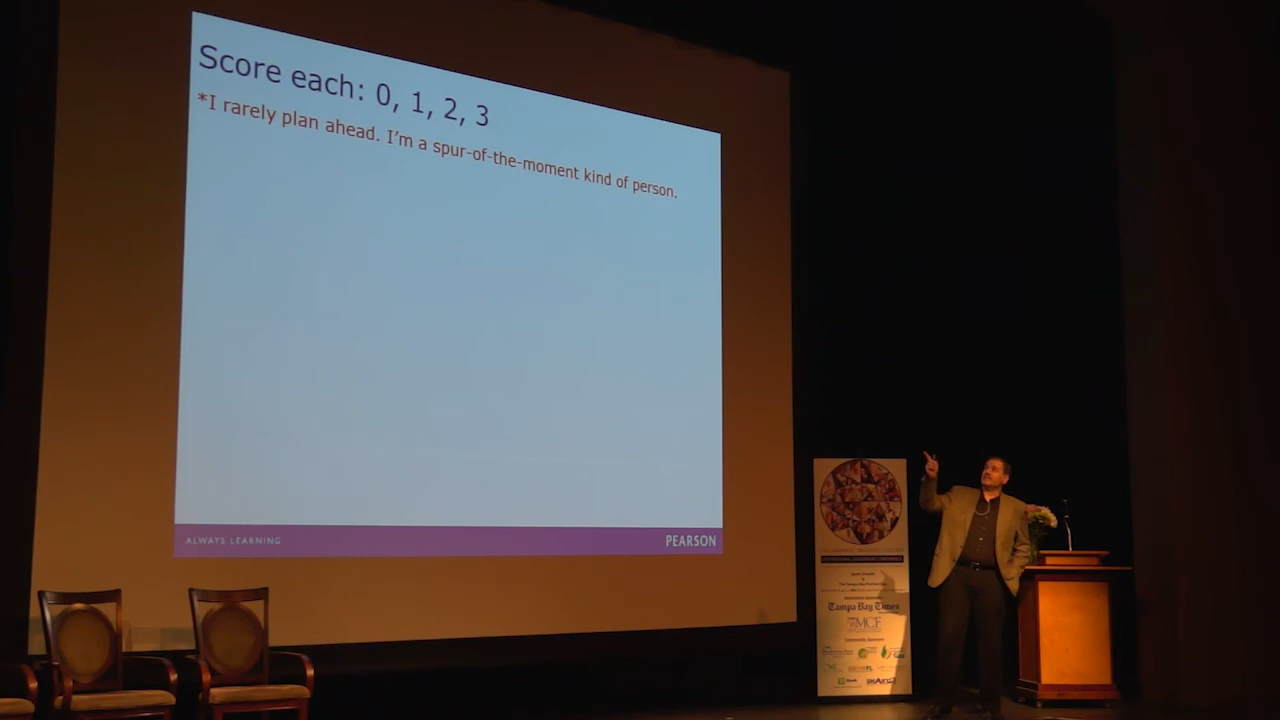 Score each: 0, 1, 2, 3
*I rarely plan ahead. I'm a spur-of-the-moment kind of person.
ALWAYS LEARNING
PEARSON
Tampa Bay Times
MCF